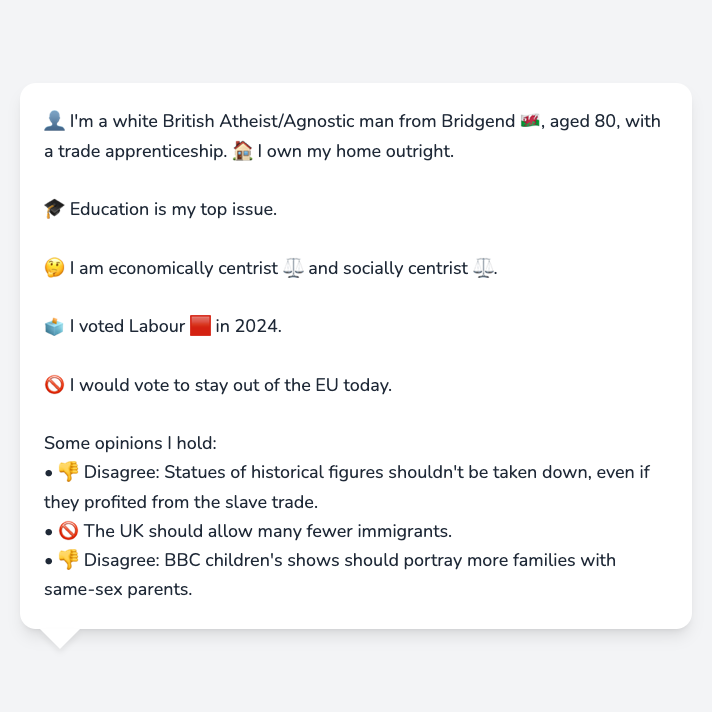 👤 I'm a white British Atheist/Agnostic man from Bridgend 🏴󠁧󠁢󠁷󠁬󠁳󠁿, aged 80, with
a trade apprenticeship. 🏠 I own my home outright.
🎓 Education is my top issue.
🤔 I am economically centrist ⚖️ and socially centrist ⚖️.
🗳️ I voted Labour 🟥 in 2024.
🚫 I would vote to stay out of the EU today.
Some opinions I hold:
• 👎 Disagree: Statues of historical figures shouldn't be taken down, even if
they profited from the slave trade.
• 🚫 The UK should allow many fewer immigrants.
• 👎 Disagree: BBC children's shows should portray more families with
same-sex parents.